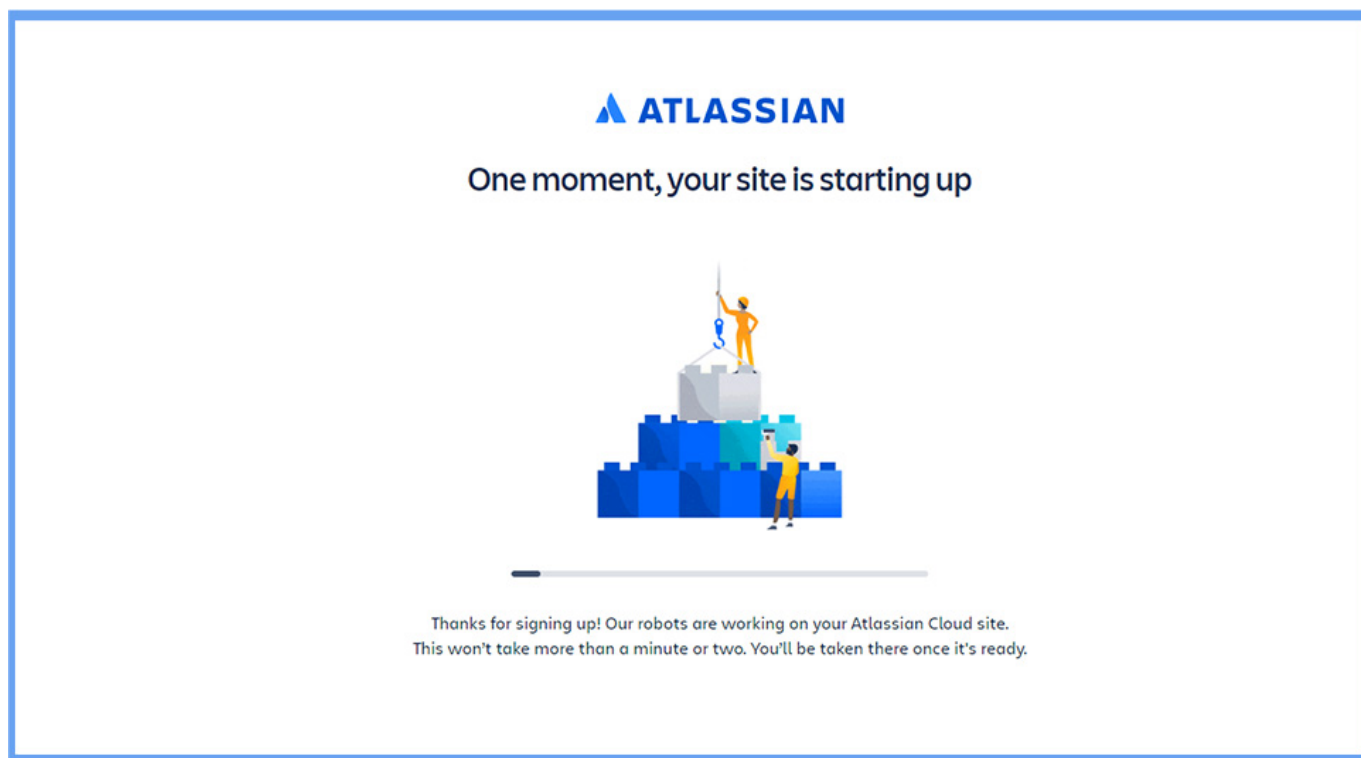 ATLASSIAN
One moment, your site is starting up
Thanks for signing up! Our robots are working on your Atlassian Cloud site.
This won't take more than a minute or two. You'll be taken there once it's ready.